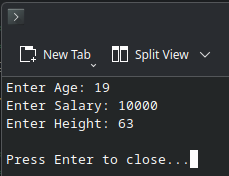 New Tab
Split View
Enter Age: 19
Enter Salary: 10000
Enter Height: 63
Press Enter to close...